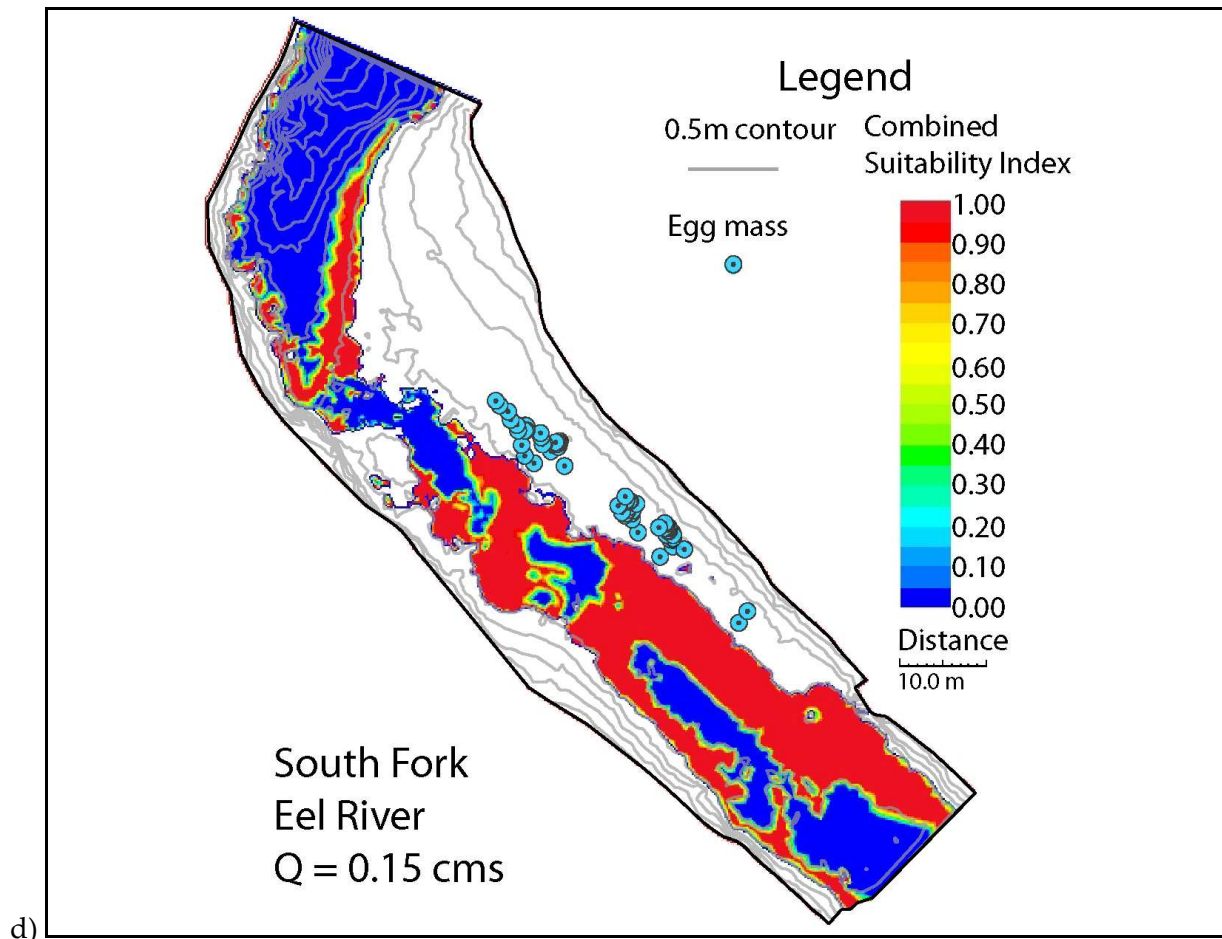 Legend
0.5m contour
Combined
Suitability Index
Egg mass
1.00
0.90
0.80
0.70
0.60
0.50
0.40
0.30
0.20
0.10
0.00
Distance
10.0 m
South Fork
Eel River
Q = 0.15 cms
d)